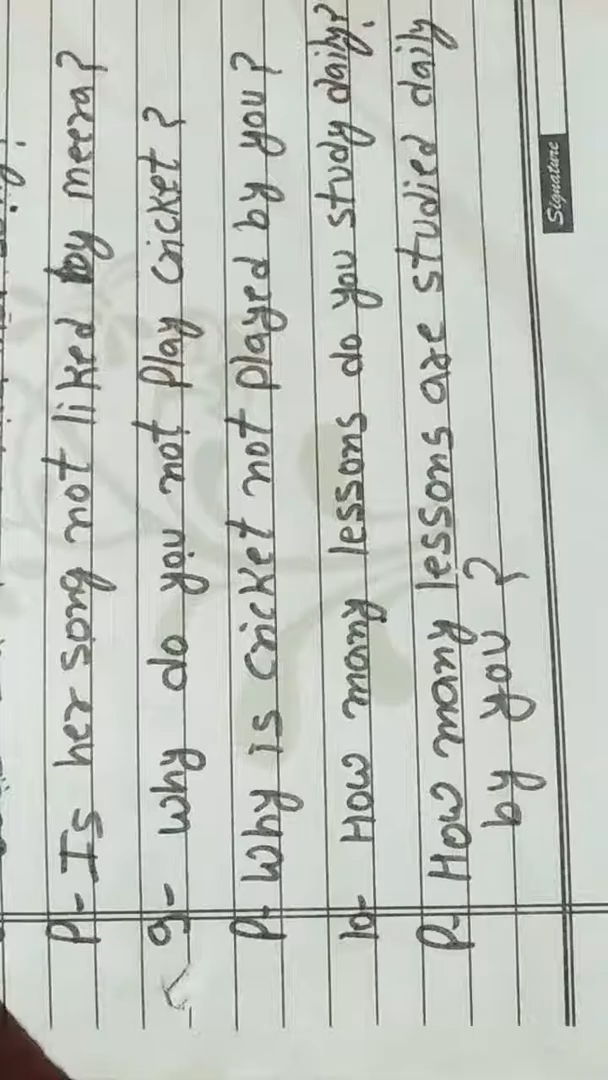 P- Is her song not liked by meera?
9- Why do you not Play cricket?
P- Why is cricket not played by you?
10- How many lessons do you study daily?
P- How many lessons are studied daily
by you?
Signature